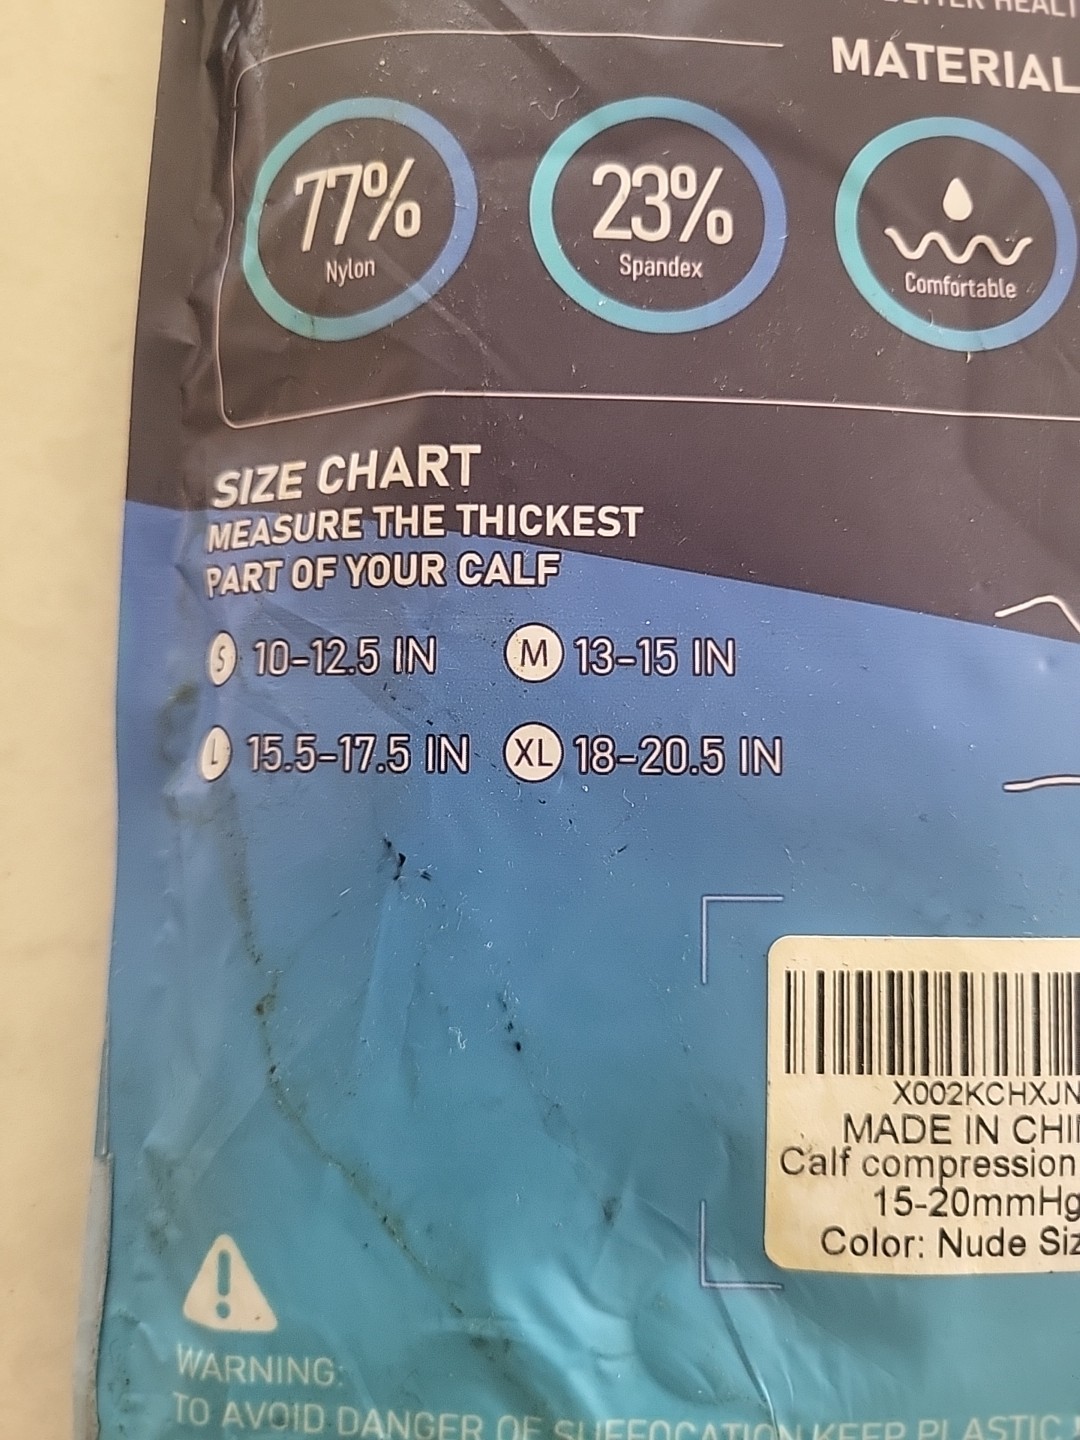 BETTER HEALT
MATERIAL
77%
Nylon
23%
Spandex
Comfortable
SIZE CHART
MEASURE THE THICKEST
PART OF YOUR CALF
S 10-12.5 IN M 13-15 IN
L 15.5-17.5 IN XL 18-20.5 IN
X002KCHXJN
MADE IN CHI
Calf compression
15-20mmHg
Color: Nude Siz
WARNING:
TO AVOID DANGER OF SUFFOCATION KEEP PLASTIC